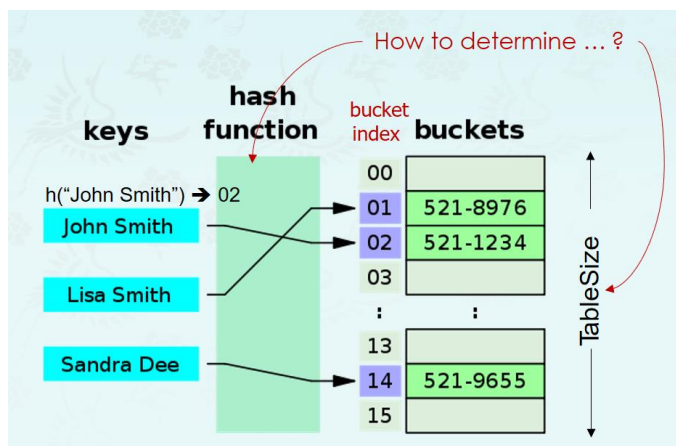 How to determine … ?
hash
function
keys
bucket
index
buckets
h("John Smith") ➔ 02
John Smith
Lisa Smith
Sandra Dee
00
01 521-8976
02 521-1234
03
: :
13
14 521-9655
15
TableSize